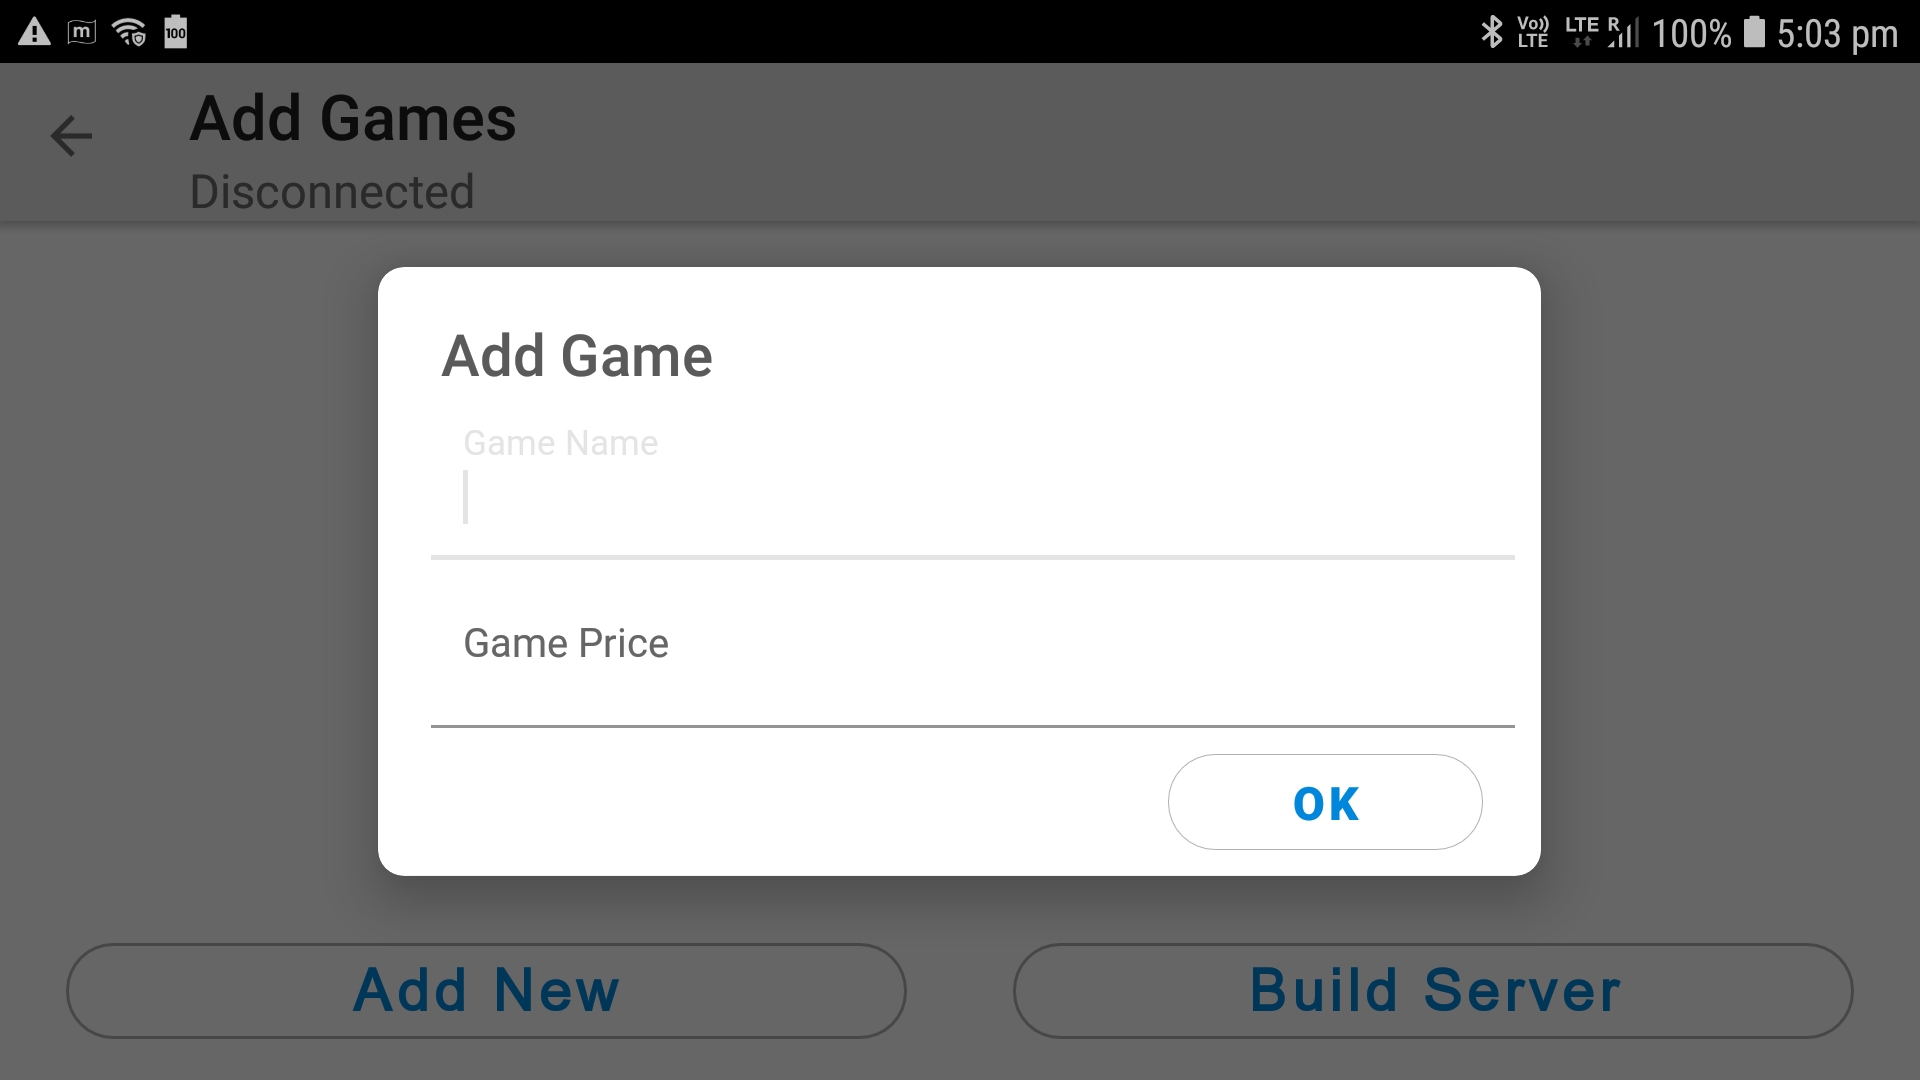 m 100 Vo)) LTE LTE R 100% 5:03 pm
Add Games
Disconnected
Add Game
Game Name
Game Price
OK
Add New Build Server